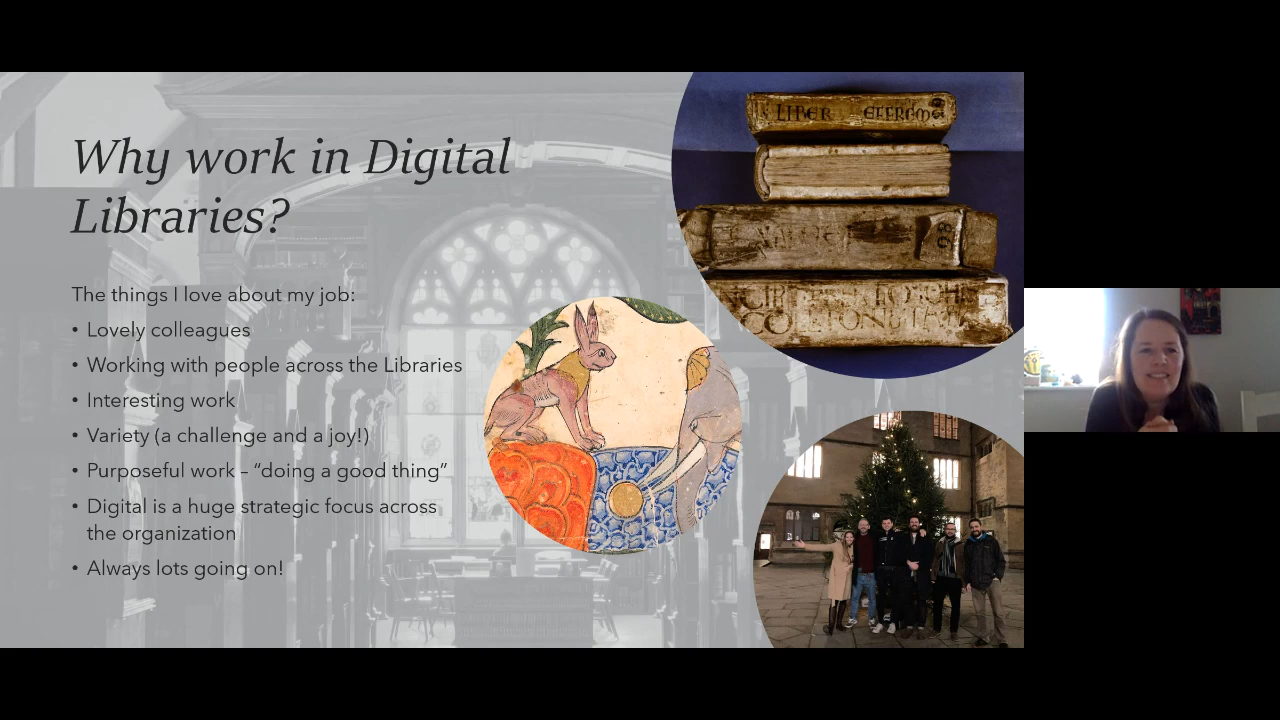 Why work in Digital
Libraries?
The things I love about my job:
• Lovely colleagues
• Working with people across the Libraries
• Interesting work
• Variety (a challenge and a joy!)
• Purposeful work – “doing a good thing”
• Digital is a huge strategic focus across
the organization
• Always lots going on!
LIBER